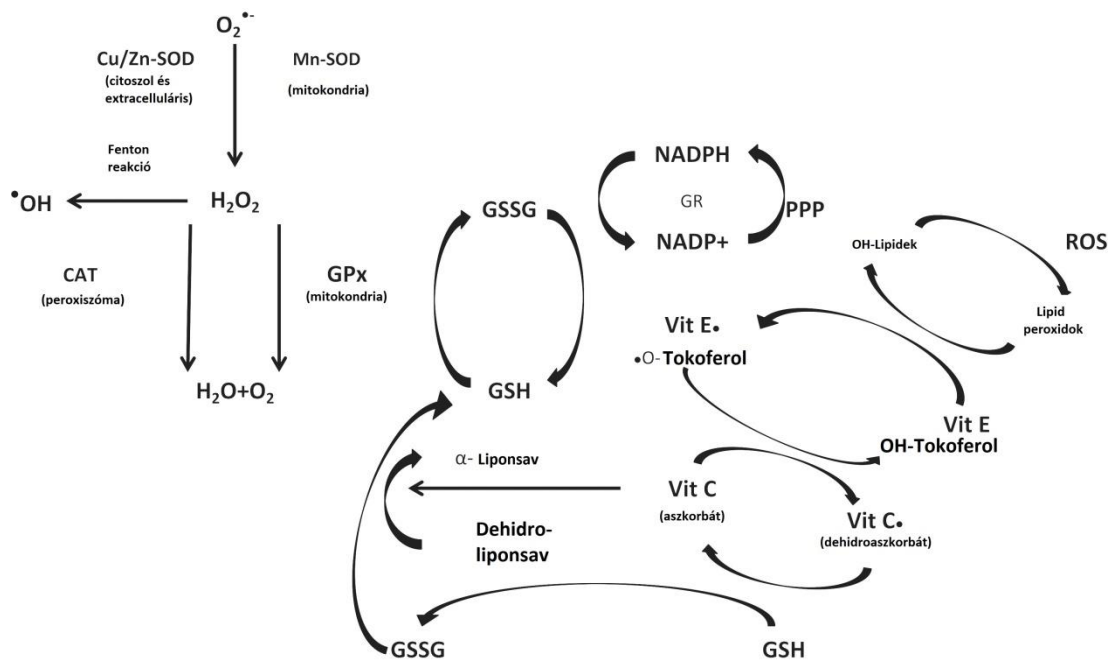 O₂•-
Cu/Zn-SOD
(citoszol és
extracelluláris)
Mn-SOD
(mitokondria)
Fenton
reakció
•OH
H₂O₂
CAT
(peroxiszóma)
GPx
(mitokondria)
H₂O+O₂
GSSG
GSH
NADPH
GR
NADP+
PPP
OH-Lipidek
ROS
Lipid
peroxidok
Vit E•
•O- Tokoferol
Vit E
OH-Tokoferol
α- Liponsav
Vit C
(aszkorbát)
Vit C•
(dehidroaszkorbát)
Dehidro-
liponsav
GSSG
GSH